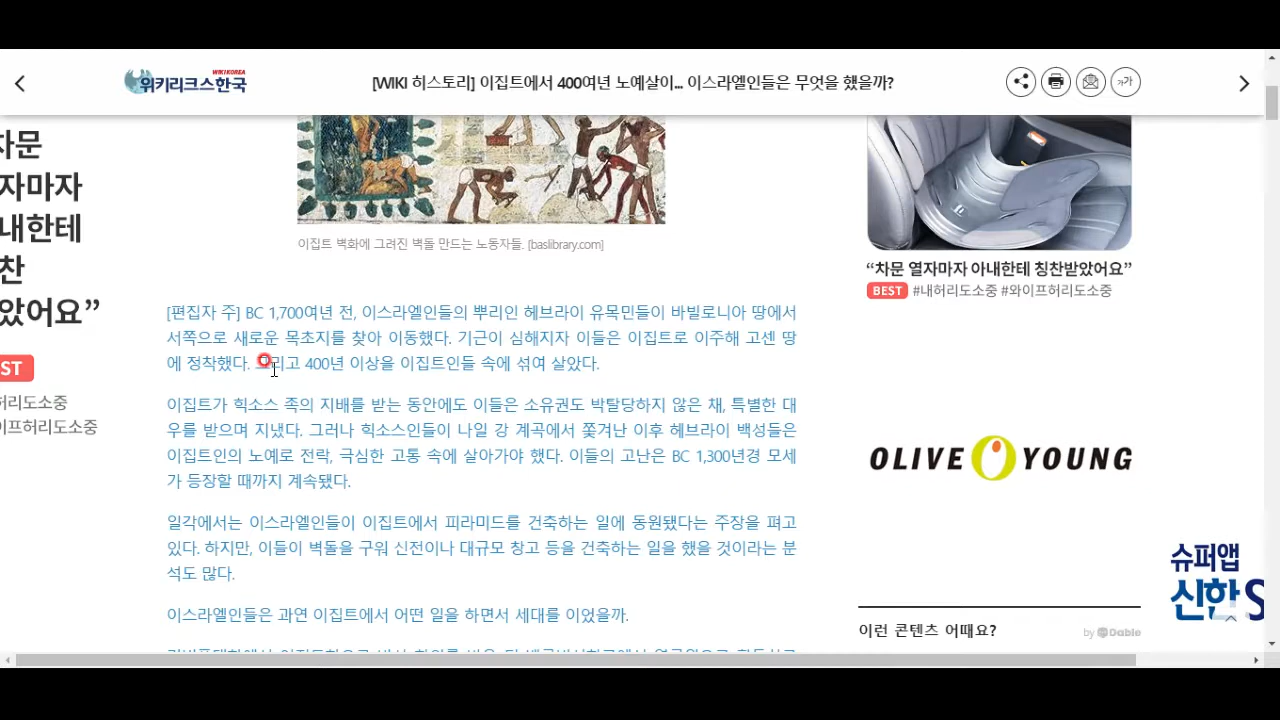 WIKI KOREA
위키리크스한국
[WIKI 히스토리] 이집트에서 400여년 노예살이... 이스라엘인들은 무엇을 했을까?
가가
차문
자마자
내한테
찬
았어요”
ST
허리도소중
이프허리도소중
이집트 벽화에 그려진 벽돌 만드는 노동자들. [baslibrary.com]
[편집자 주] BC 1,700여년 전, 이스라엘인들의 뿌리인 헤브라이 유목민들이 바빌로니아 땅에서
서쪽으로 새로운 목초지를 찾아 이동했다. 기근이 심해지자 이들은 이집트로 이주해 고센 땅
에 정착했다. 그리고 400년 이상을 이집트인들 속에 섞여 살았다.
이집트가 힉소스 족의 지배를 받는 동안에도 이들은 소유권도 박탈당하지 않은 채, 특별한 대
우를 받으며 지냈다. 그러나 힉소스인들이 나일 강 계곡에서 쫓겨난 이후 헤브라이 백성들은
이집트인의 노예로 전락, 극심한 고통 속에 살아가야 했다. 이들의 고난은 BC 1,300년경 모세
가 등장할 때까지 계속됐다.
일각에서는 이스라엘인들이 이집트에서 피라미드를 건축하는 일에 동원됐다는 주장을 펴고
있다. 하지만, 이들이 벽돌을 구워 신전이나 대규모 창고 등을 건축하는 일을 했을 것이라는 분
석도 많다.
이스라엘인들은 과연 이집트에서 어떤 일을 하면서 세대를 이었을까.
“차문 열자마자 아내한테 칭찬받았어요”
BEST #내허리도소중 #와이프허리도소중
OLIVE YOUNG
슈퍼앱
신한 S
이런 콘텐츠 어때요?
by Dable